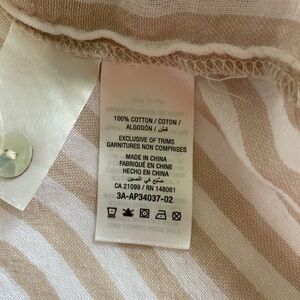 100% COTTON / COTON /
ALGODÓN / قطن
EXCLUSIVE OF TRIMS
GARNITURES NON COMPRISES
MADE IN CHINA
FABRIQUÉ EN CHINE
HECHO EN CHINA
صنع في الصين
CA 21099 / RN 148061
3A-AP34037-02